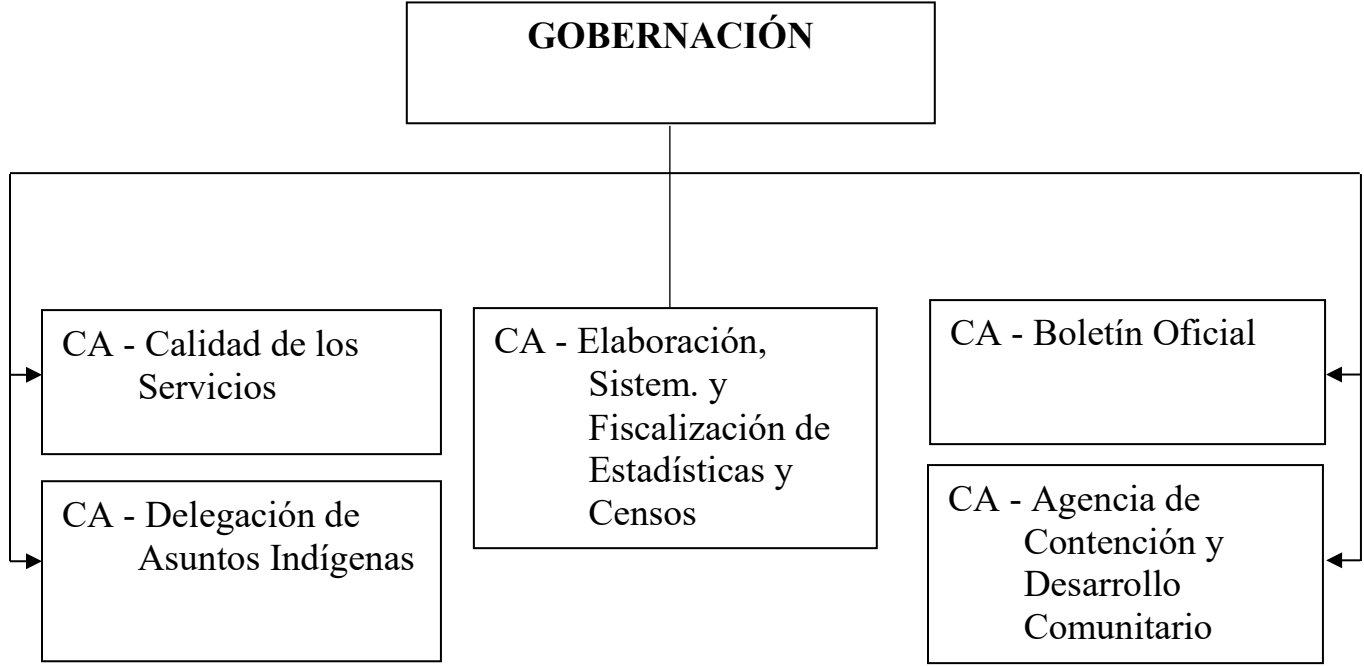 GOBERNACIÓN
CA - Calidad de los
Servicios
CA - Delegación de
Asuntos Indígenas
CA - Elaboración,
Sistem. y
Fiscalización de
Estadísticas y
Censos
CA - Boletín Oficial
CA - Agencia de
Contención y
Desarrollo
Comunitario